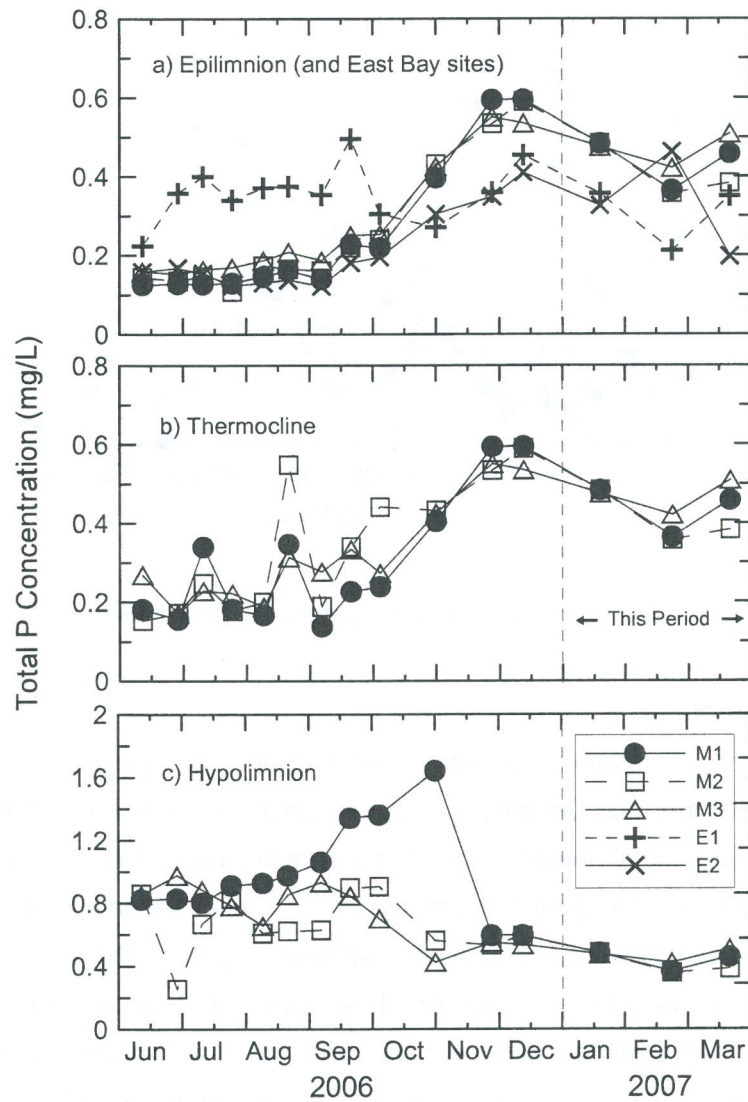 Total P Concentration (mg/L)
0.8
a) Epilimnion (and East Bay sites)
0.6
0.4
0.2
0
0.8
b) Thermocline
0.6
0.4
0.2
← This Period →
0
2
c) Hypolimnion
1.6
1.2
0.8
0.4
0
M1
M2
M3
E1
E2
Jun Jul Aug Sep Oct Nov Dec Jan Feb Mar
2006 2007